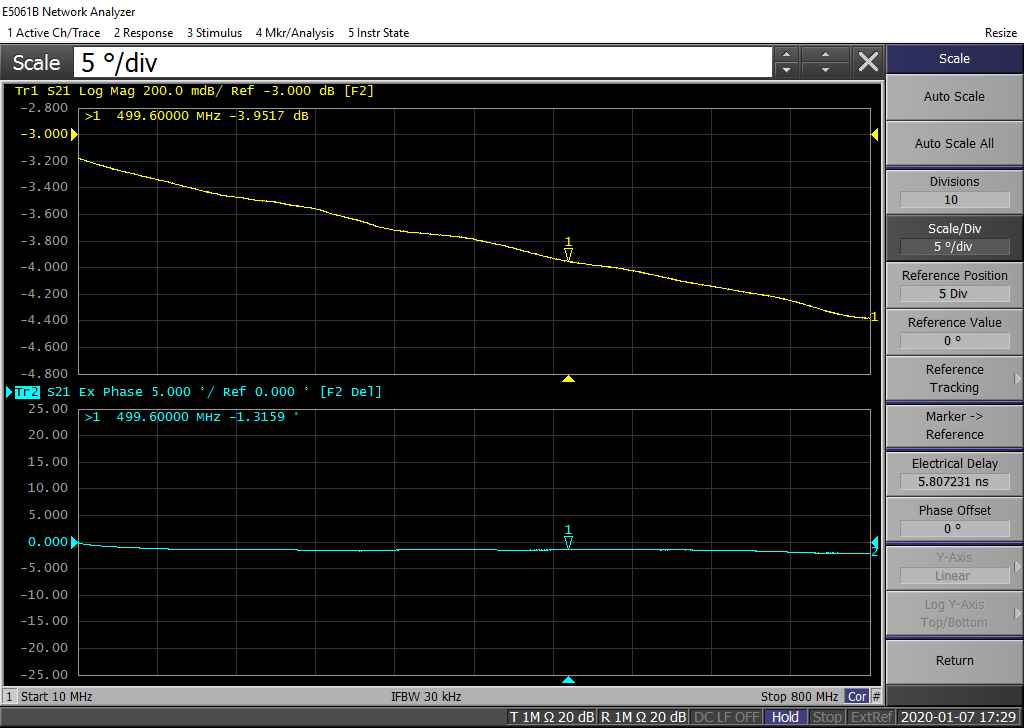 E5061B Network Analyzer
1 Active Ch/Trace 2 Response 3 Stimulus 4 Mkr/Analysis 5 Instr State Resize
Scale 5 °/div
Scale
Auto Scale
Auto Scale All
Divisions
10
Scale/Div
5 °/div
Reference Position
5 Div
Reference Value
0 °
Reference
Tracking
Marker ->
Reference
Electrical Delay
5.807231 ns
Phase Offset
0 °
Y-Axis
Linear
Log Y-Axis
Top/Bottom
Return
Tr1 S21 Log Mag 200.0 mdB/ Ref -3.000 dB [F2]
>1 499.60000 MHz -3.9517 dB
-2.800
-3.000
-3.200
-3.400
-3.600
-3.800
-4.000
-4.200
-4.400
-4.600
-4.800
1
1
Tr2 S21 Ex Phase 5.000 °/ Ref 0.000 ° [F2 Del]
>1 499.60000 MHz -1.3159 °
25.00
20.00
15.00
10.00
5.000
0.000
-5.000
-10.00
-15.00
-20.00
-25.00
1
2
1 Start 10 MHz IFBW 30 kHz Stop 800 MHz Cor #
T 1M Ω 20 dB R 1M Ω 20 dB DC LF OFF Hold Stop ExtRef 2020-01-07 17:29